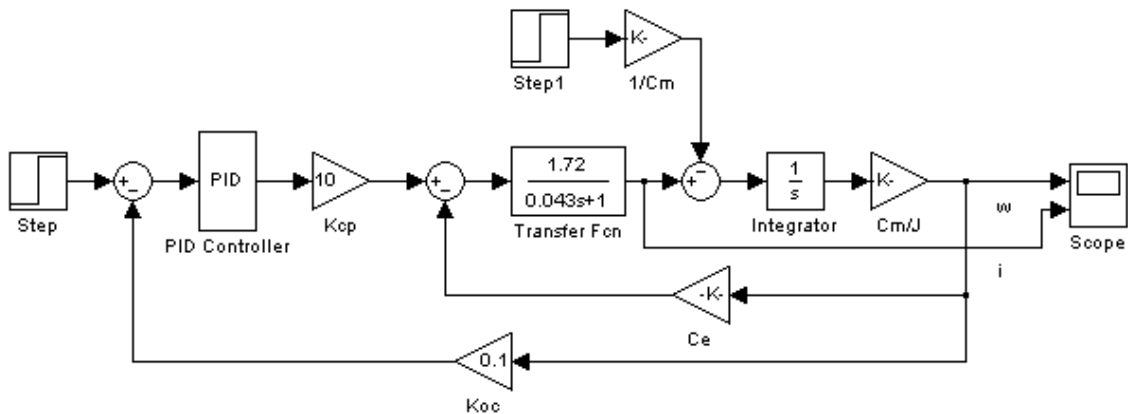 K-
Step1
1/Cm
+
−
PID
10
+
−
1.72
0.043s+1
+
−
1
s
K-
Step
PID Controller
Kcp
Transfer Fcn
Integrator
Cm/J
w
Scope
i
-K-
Ce
0.1
Koc